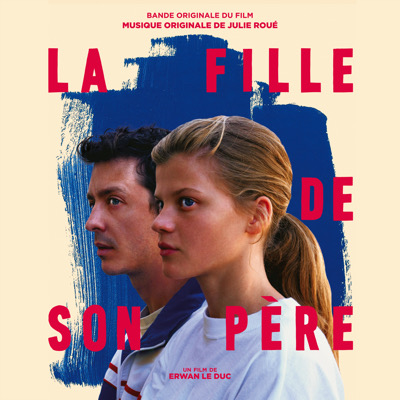 BANDE ORIGINALE DU FILM
MUSIQUE ORIGINALE DE JULIE ROUÉ
LA FILLE
DE
SON PÈRE
UN FILM DE
ERWAN LE DUC